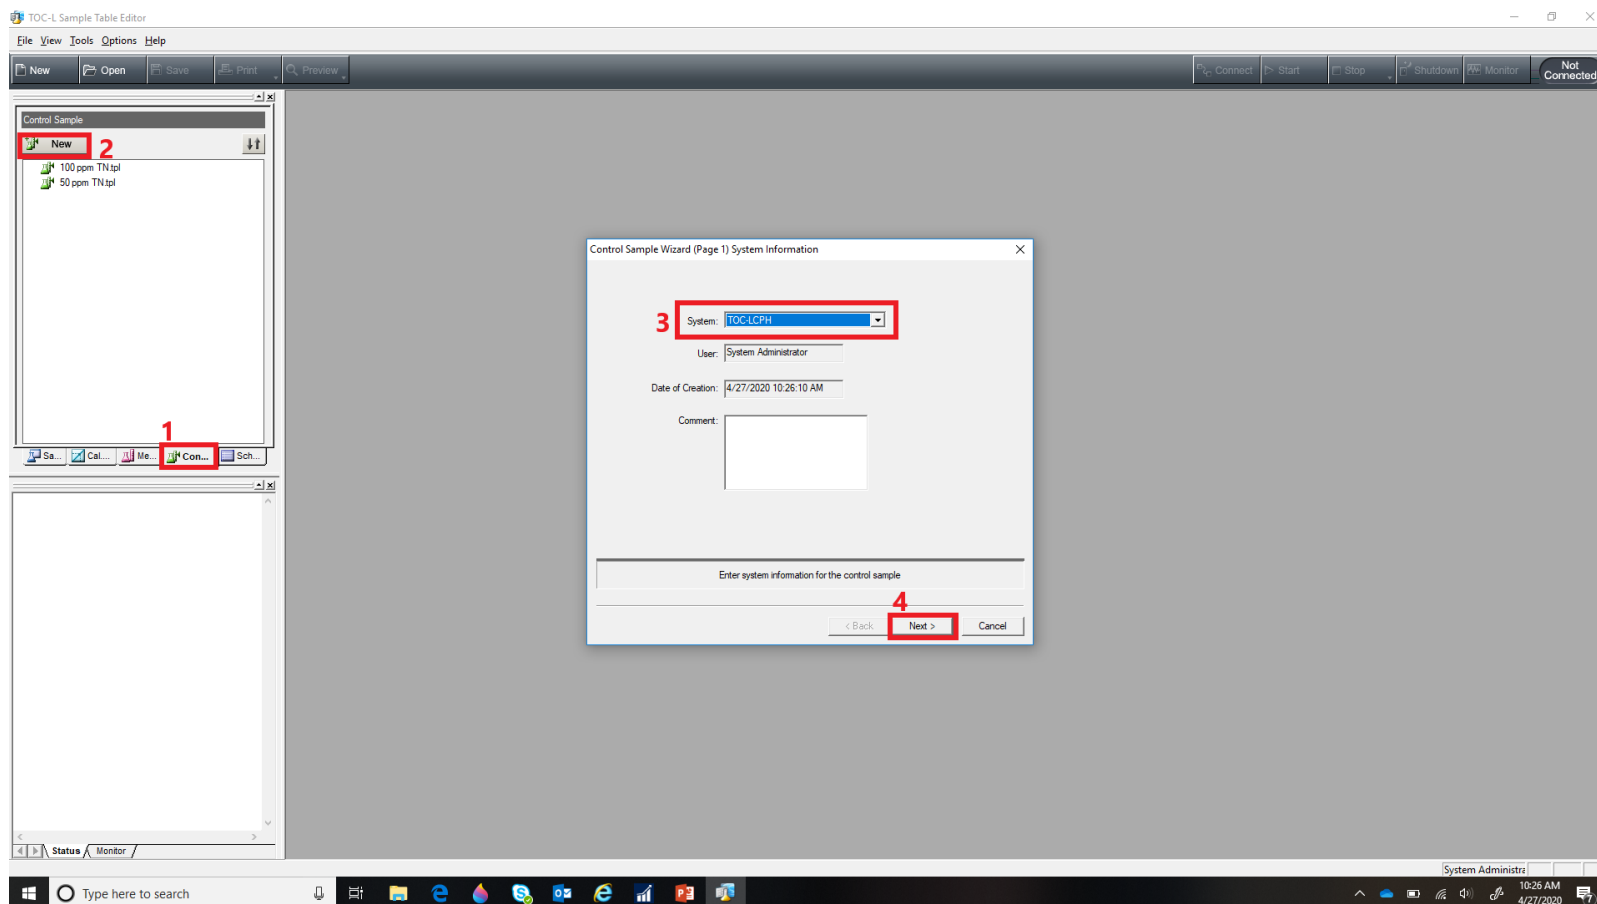 TOC-L Sample Table Editor
File View Tools Options Help
New Open Save Print Preview Connect Start Stop Shutdown Monitor Not Connected
Control Sample
New 2
100 ppm TN.tpl
50 ppm TN.tpl
Control Sample Wizard (Page 1) System Information
3 System: TOC-LCPH
User: System Administrator
Date of Creation: 4/27/2020 10:26:10 AM
Comment:
1
Sa... Cal.... Me... Con... Sch...
Enter system information for the control sample
4
< Back Next > Cancel
Status Monitor
System Administra
Type here to search
10:26 AM
4/27/2020